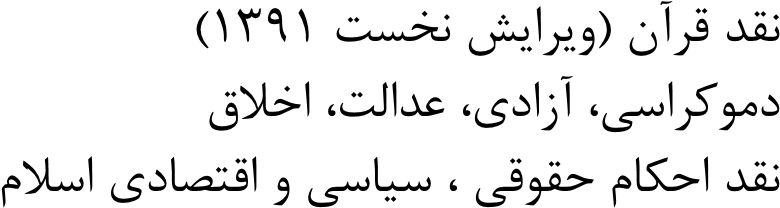 نقد قرآن (ویرایش نخست ۱۳۹۱)
دموکراسی، آزادی، عدالت، اخلاق
نقد احکام حقوقی ، سیاسی و اقتصادی اسلام